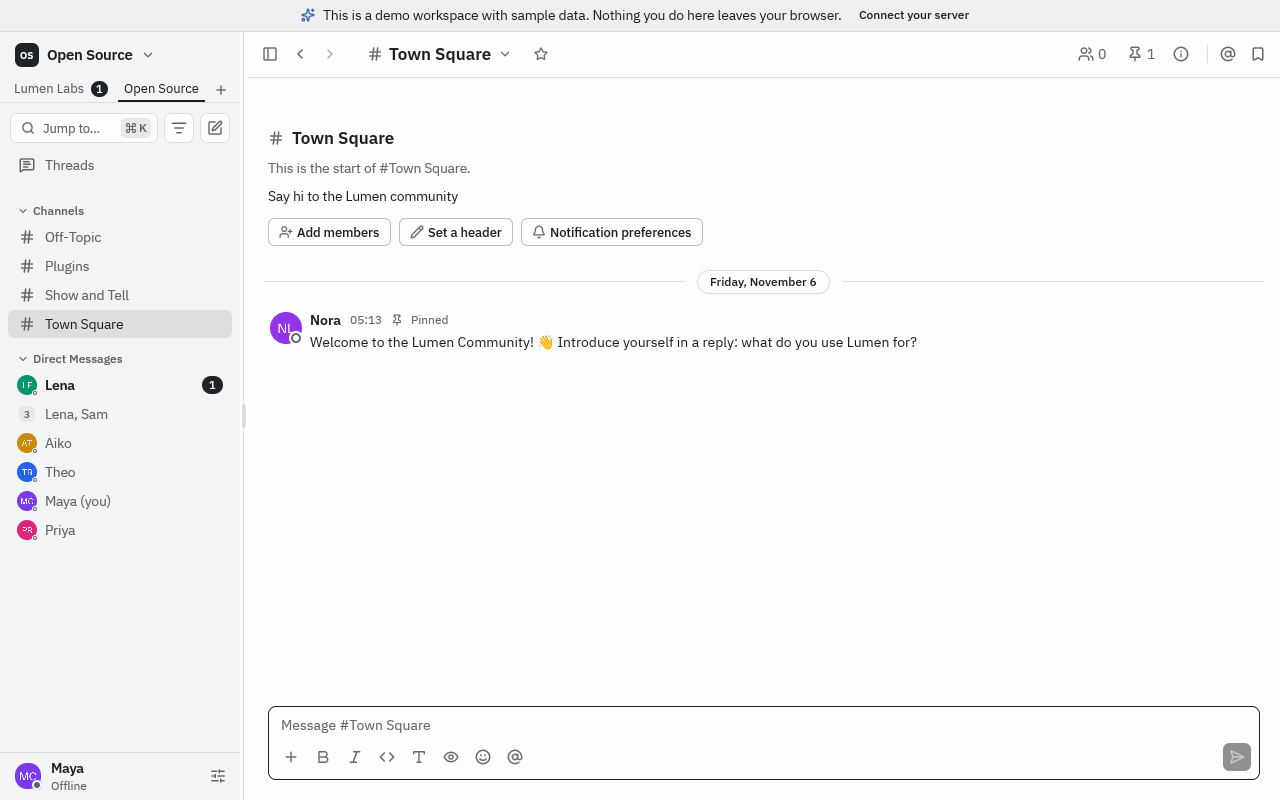 This is a demo workspace with sample data. Nothing you do here leaves your browser. Connect your server
OS Open Source
Lumen Labs 1 Open Source
Jump to... ⌘ K
Threads
Channels
Off-Topic
Plugins
Show and Tell
Town Square
Direct Messages
Lena 1
3 Lena, Sam
AT Aiko
TB Theo
MC Maya (you)
PR Priya
MC Maya
Offline
# Town Square
0
1
# Town Square
This is the start of #Town Square.
Say hi to the Lumen community
Add members
Set a header
Notification preferences
Friday, November 6
Nora 05:13 Pinned
Welcome to the Lumen Community! 👋 Introduce yourself in a reply: what do you use Lumen for?
Message #Town Square